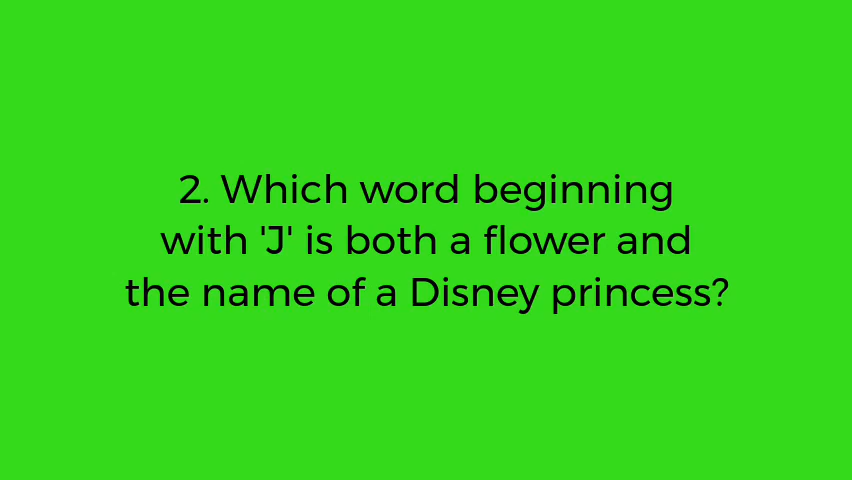 2. Which word beginning
with 'J' is both a flower and
the name of a Disney princess?